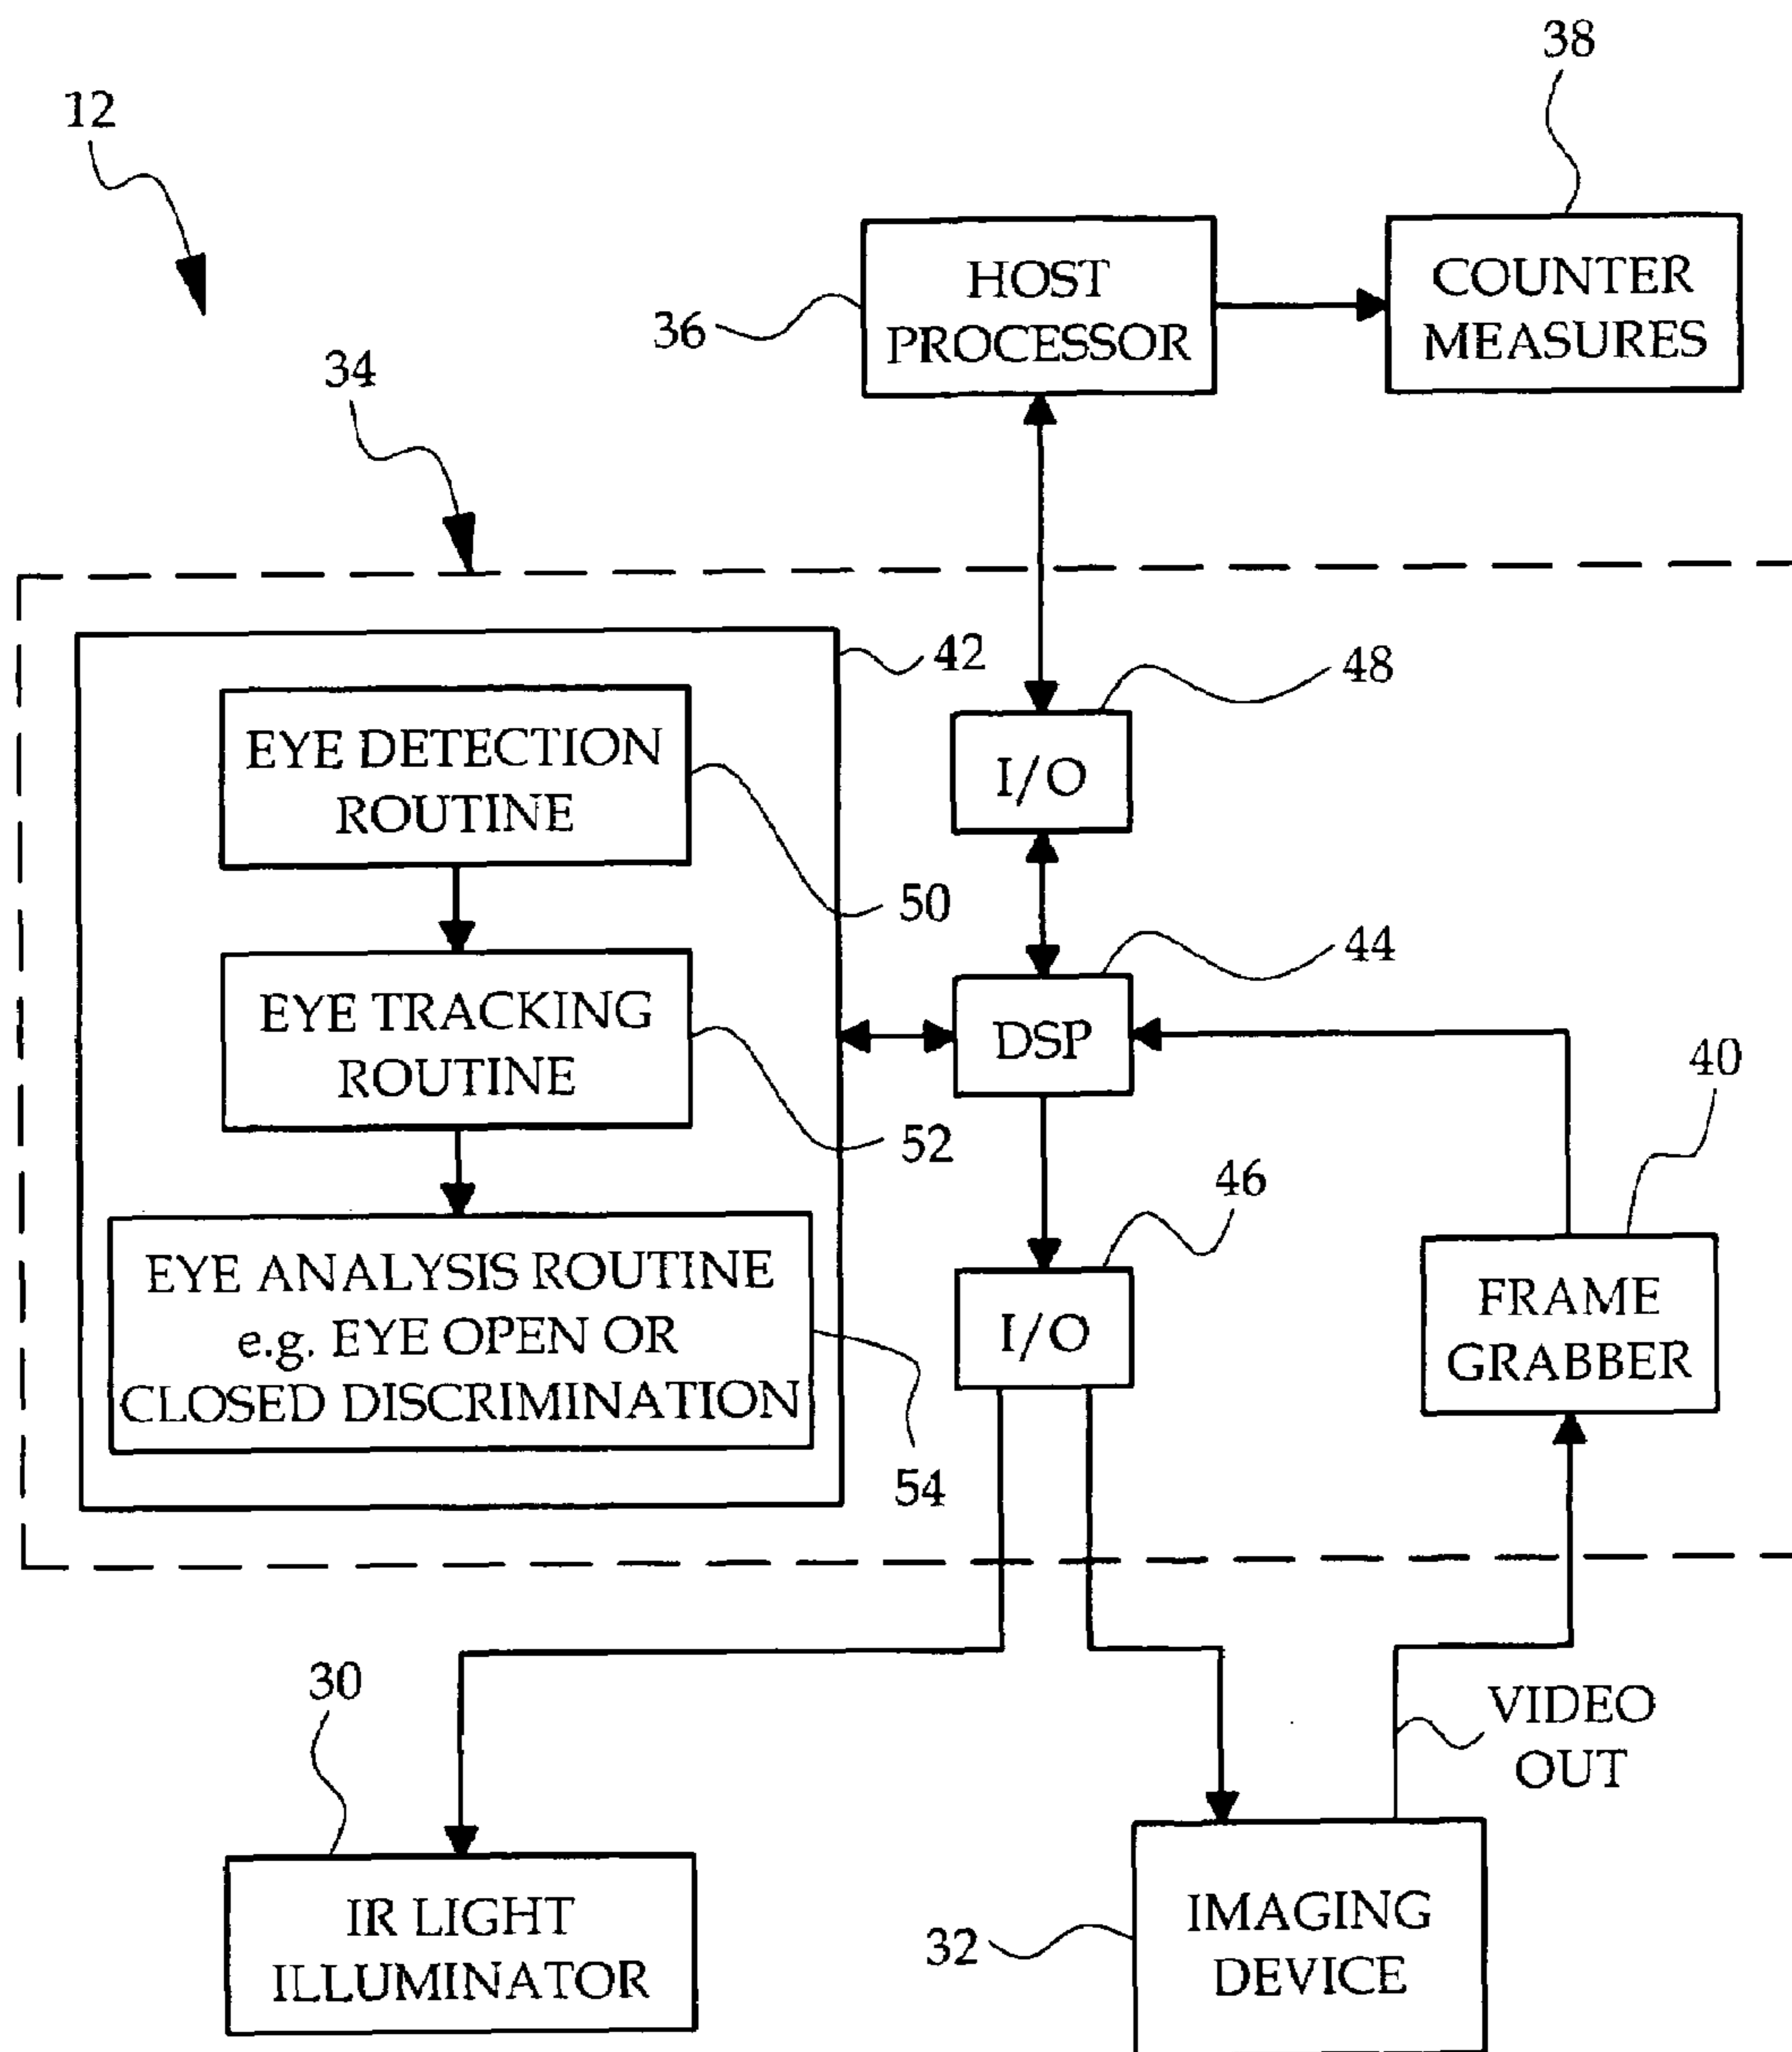 38
12
HOST
PROCESSOR
COUNTER
MEASURES
36
34
42
48
EYE DETECTION
ROUTINE
I/O
50
44
EYE TRACKING
ROUTINE
DSP
40
52
46
EYE ANALYSIS ROUTINE
e.g. EYE OPEN OR
CLOSED DISCRIMINATION
I/O
FRAME
GRABBER
54
30
VIDEO
OUT
IR LIGHT
ILLUMINATOR
32
IMAGING
DEVICE